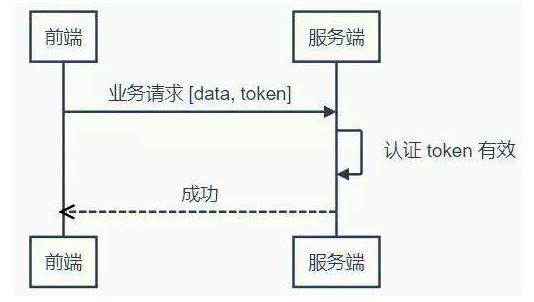 前端
服务端
业务请求 [data, token]
认证 token 有效
成功
前端
服务端